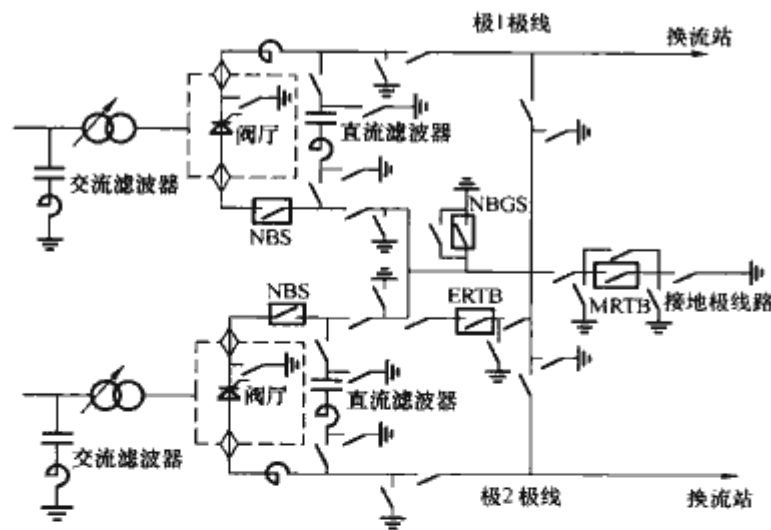 极1极线
换流站
阀厅
直流滤波器
交流滤波器
NBS
NBGS
NBS
ERTB
MRTB
接地极线路
阀厅
直流滤波器
交流滤波器
极2极线
换流站